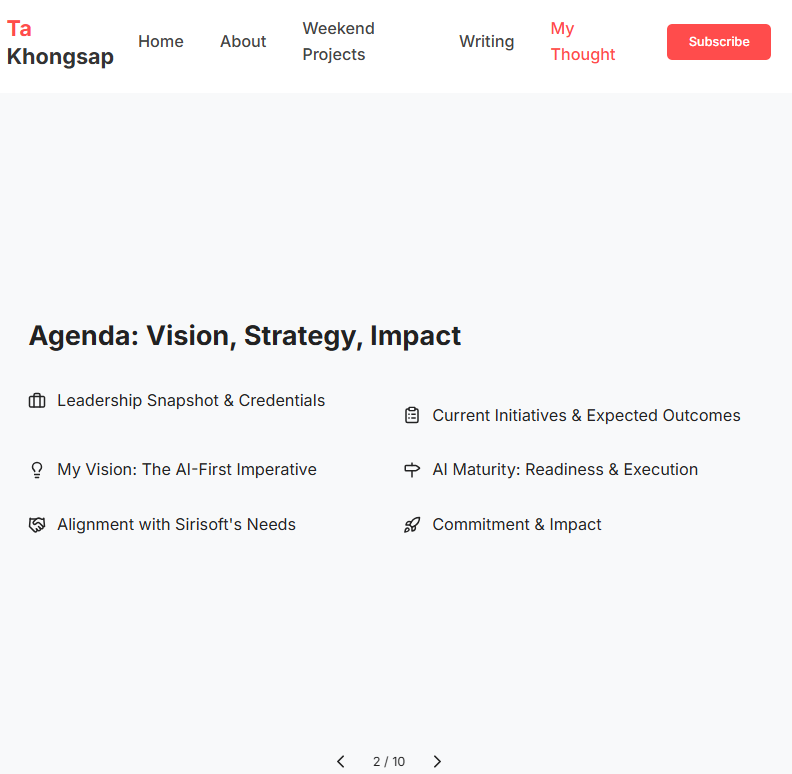 Ta
Khongsap
Home
About
Weekend
Projects
Writing
My
Thought
Subscribe
Agenda: Vision, Strategy, Impact
Leadership Snapshot & Credentials
Current Initiatives & Expected Outcomes
My Vision: The AI-First Imperative
AI Maturity: Readiness & Execution
Alignment with Sirisoft's Needs
Commitment & Impact
2 / 10